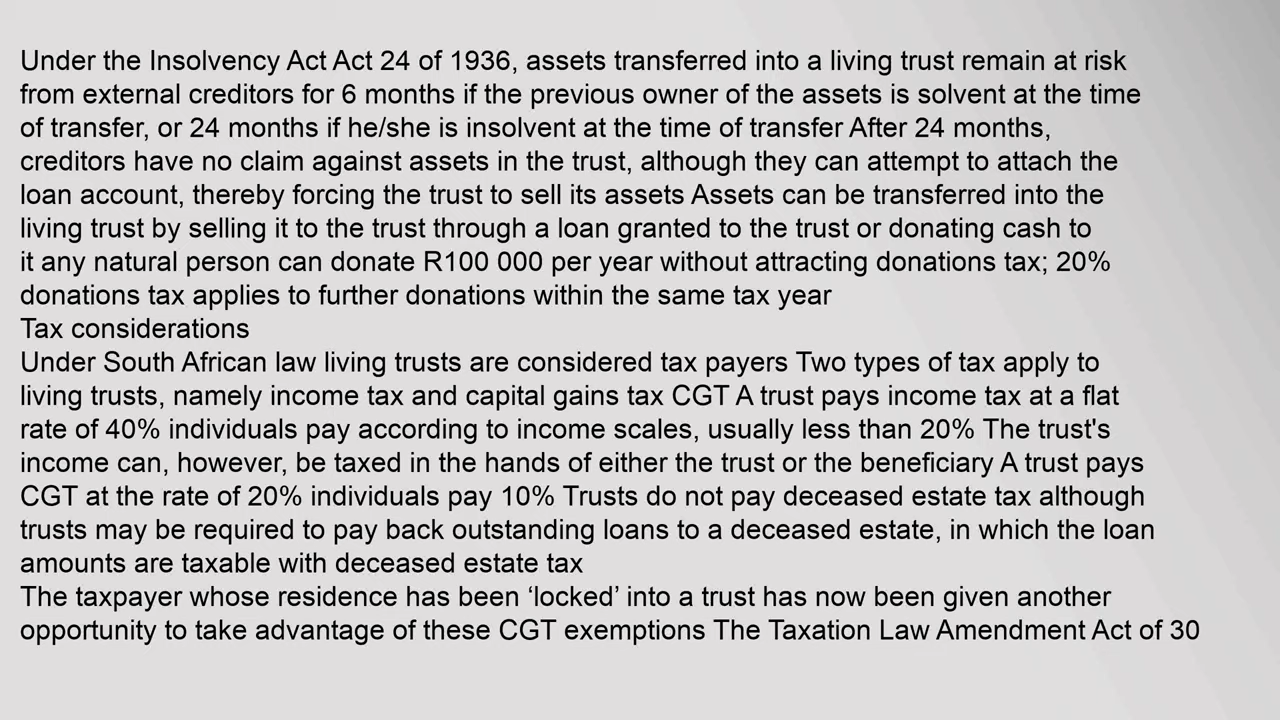 Under the Insolvency Act Act 24 of 1936, assets transferred into a living trust remain at risk
from external creditors for 6 months if the previous owner of the assets is solvent at the time
of transfer, or 24 months if he/she is insolvent at the time of transfer After 24 months,
creditors have no claim against assets in the trust, although they can attempt to attach the
loan account, thereby forcing the trust to sell its assets Assets can be transferred into the
living trust by selling it to the trust through a loan granted to the trust or donating cash to
it any natural person can donate R100 000 per year without attracting donations tax; 20%
donations tax applies to further donations within the same tax year
Tax considerations
Under South African law living trusts are considered tax payers Two types of tax apply to
living trusts, namely income tax and capital gains tax CGT A trust pays income tax at a flat
rate of 40% individuals pay according to income scales, usually less than 20% The trust's
income can, however, be taxed in the hands of either the trust or the beneficiary A trust pays
CGT at the rate of 20% individuals pay 10% Trusts do not pay deceased estate tax although
trusts may be required to pay back outstanding loans to a deceased estate, in which the loan
amounts are taxable with deceased estate tax
The taxpayer whose residence has been ‘locked’ into a trust has now been given another
opportunity to take advantage of these CGT exemptions The Taxation Law Amendment Act of 30